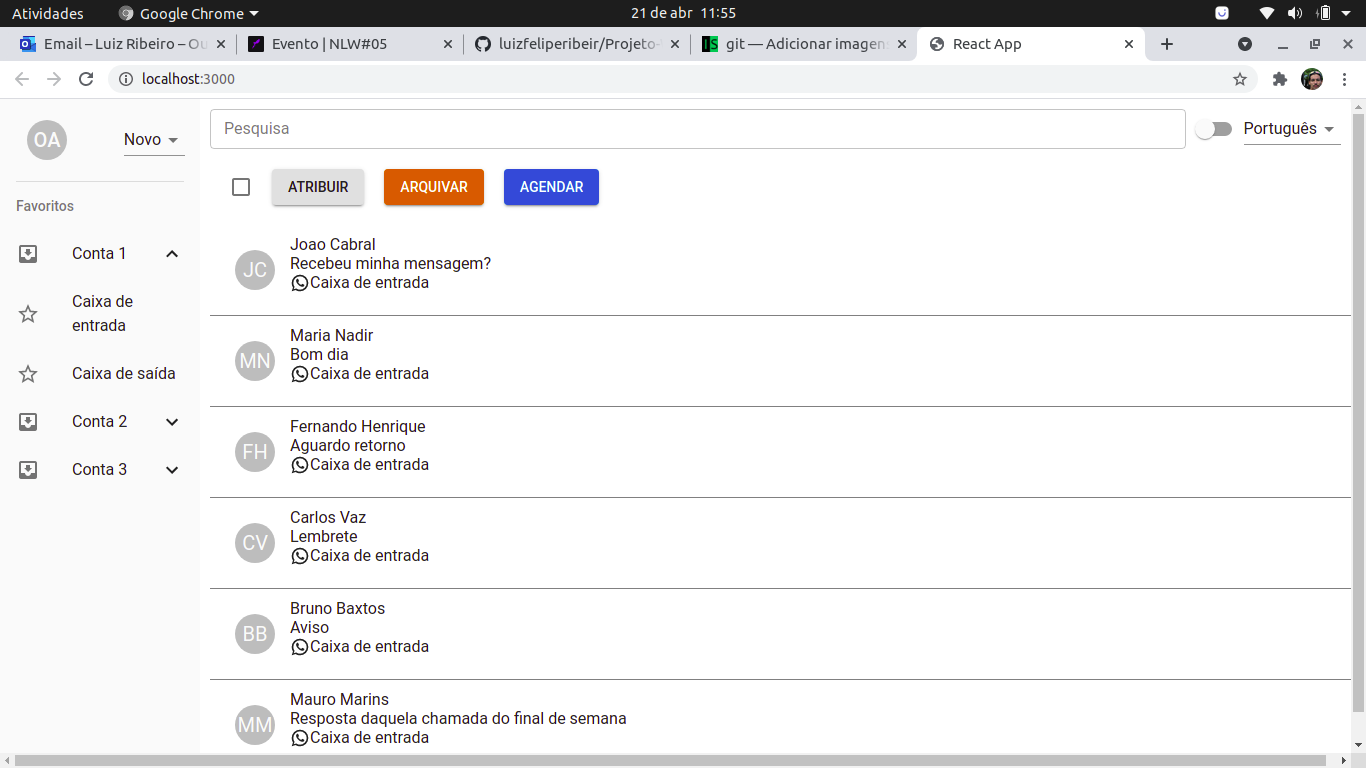 Atividades
Google Chrome
21 de abr 11:55
Email – Luiz Ribeiro – Ou
Evento | NLW#05
luizfeliperibeir/Projeto-
git — Adicionar imagens
React App
localhost:3000
OA
Novo
Pesquisa
Português
ATRIBUIR
ARQUIVAR
AGENDAR
Favoritos
Conta 1
Caixa de
entrada
Caixa de saída
Conta 2
Conta 3
JC
Joao Cabral
Recebeu minha mensagem?
Caixa de entrada
MN
Maria Nadir
Bom dia
Caixa de entrada
FH
Fernando Henrique
Aguardo retorno
Caixa de entrada
CV
Carlos Vaz
Lembrete
Caixa de entrada
BB
Bruno Baxtos
Aviso
Caixa de entrada
MM
Mauro Marins
Resposta daquela chamada do final de semana
Caixa de entrada